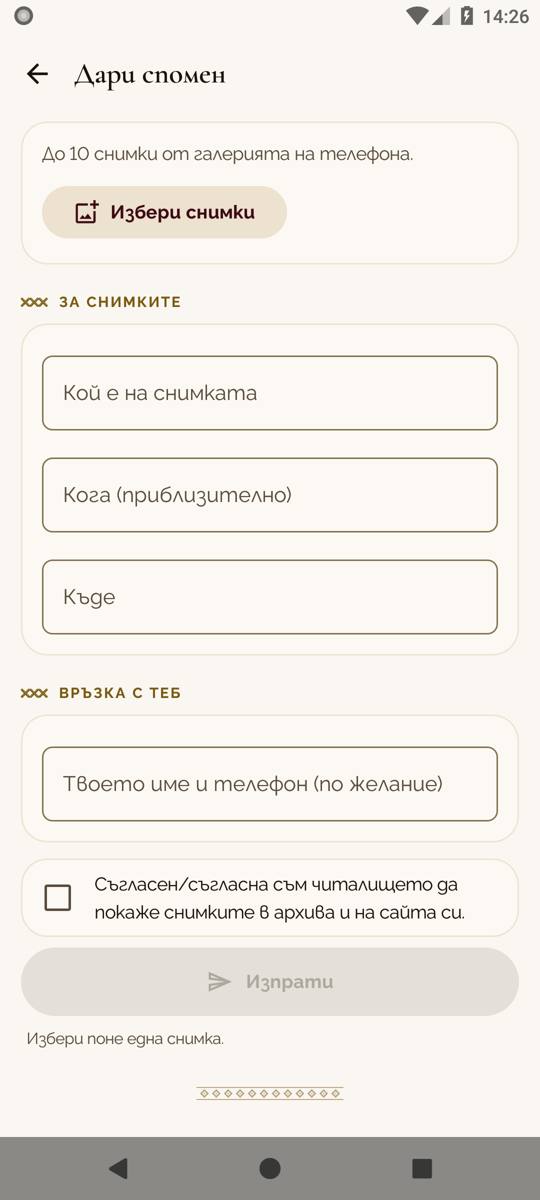 14:26
Дари спомен
До 10 снимки от галерията на телефона.
Избери снимки
ЗА СНИМКИТЕ
Кой е на снимката
Кога (приблизително)
Къде
ВРЪЗКА С ТЕБ
Твоето име и телефон (по желание)
Съгласен/съгласна съм читалището да
покаже снимките в архива и на сайта си.
Изпрати
Избери поне една снимка.